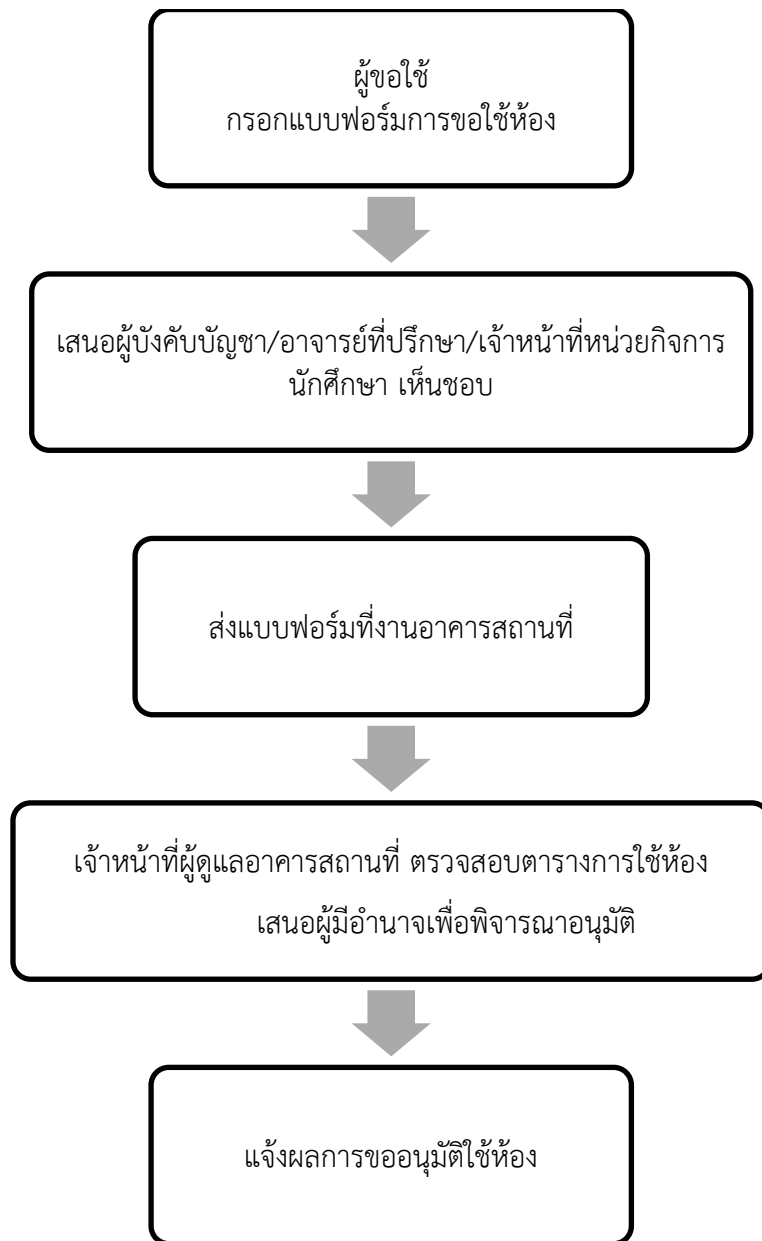 ผู้ขอใช้
กรอกแบบฟอร์มการขอใช้ห้อง
เสนอผู้บังคับบัญชา/อาจารย์ที่ปรึกษา/เจ้าหน้าที่หน่วยกิจการ
นักศึกษา เห็นชอบ
ส่งแบบฟอร์มที่งานอาคารสถานที่
เจ้าหน้าที่ผู้ดูแลอาคารสถานที่ ตรวจสอบตารางการใช้ห้อง
เสนอผู้มีอำนาจเพื่อพิจารณาอนุมัติ
แจ้งผลการขออนุมัติใช้ห้อง